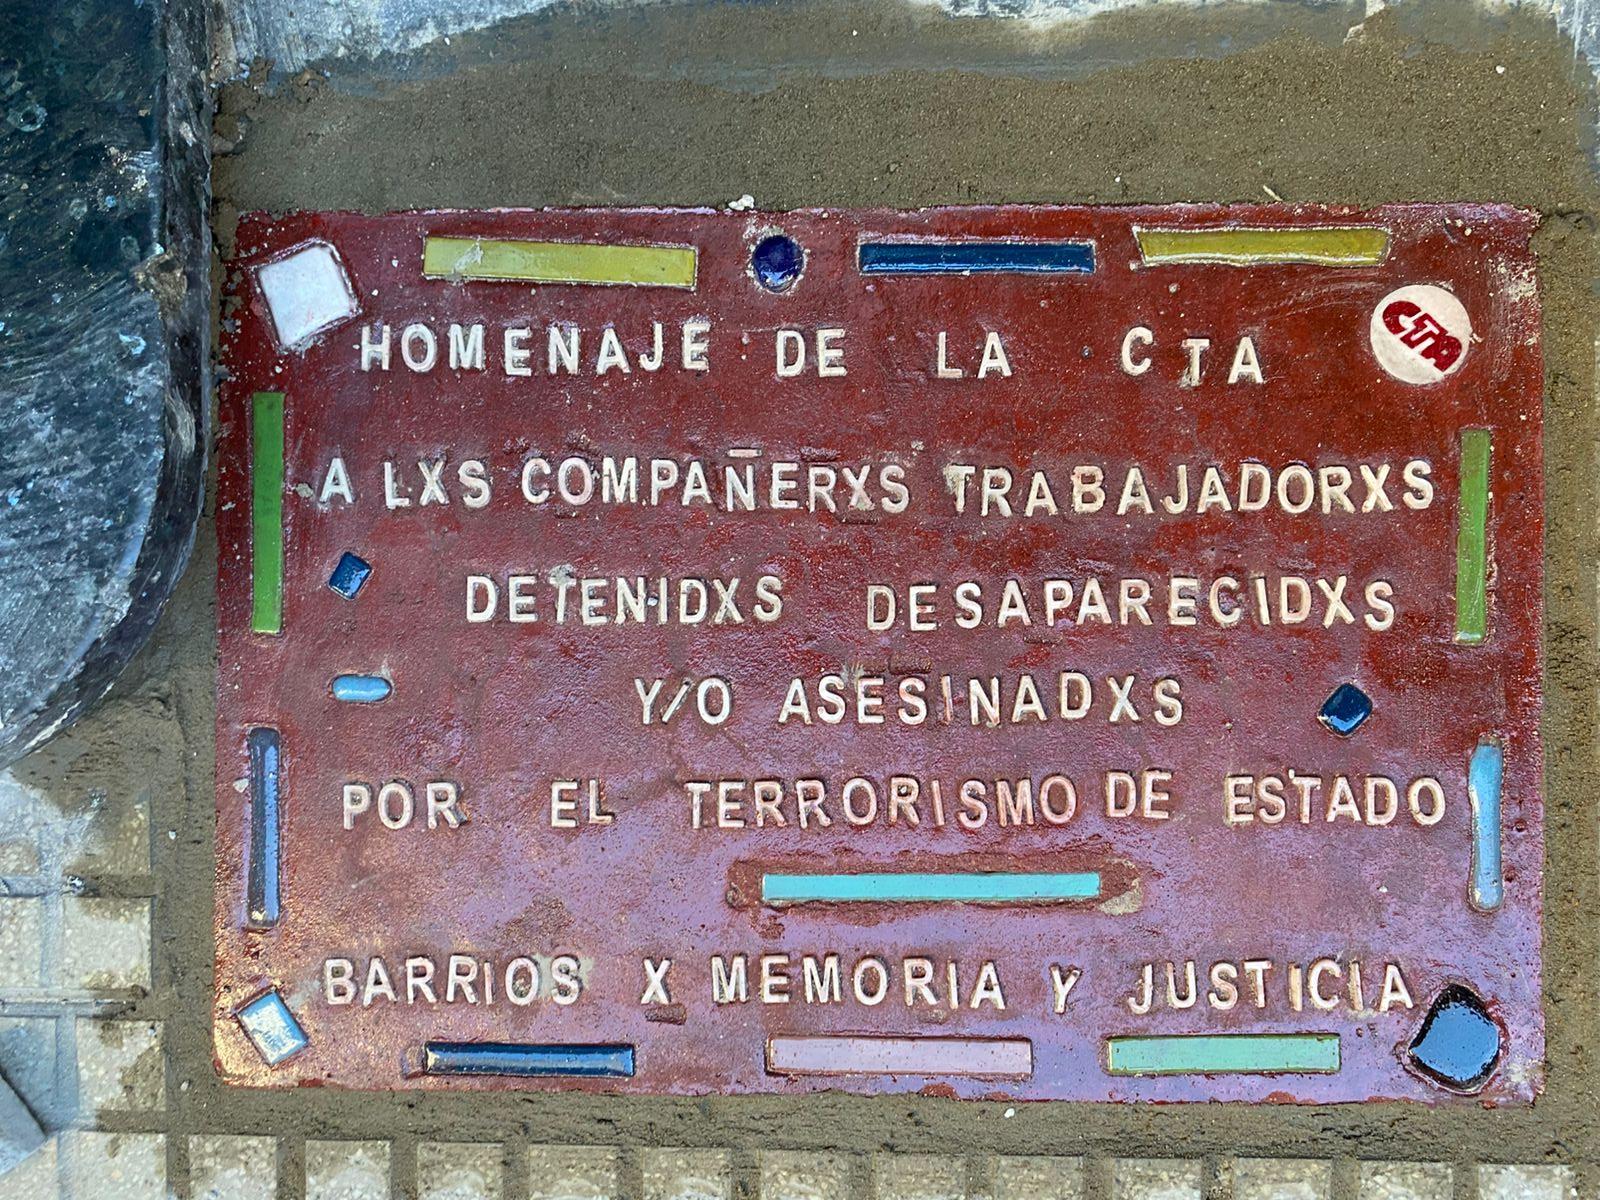 HOMENAJE DE LA CTA
CTA
A LXS COMPAÑERXS TRABAJADORXS
DETENIDXS DESAPARECIDXS
Y/O ASESINADXS
POR EL TERRORISMO DE ESTADO
BARRIOS X MEMORIA Y JUSTICIA